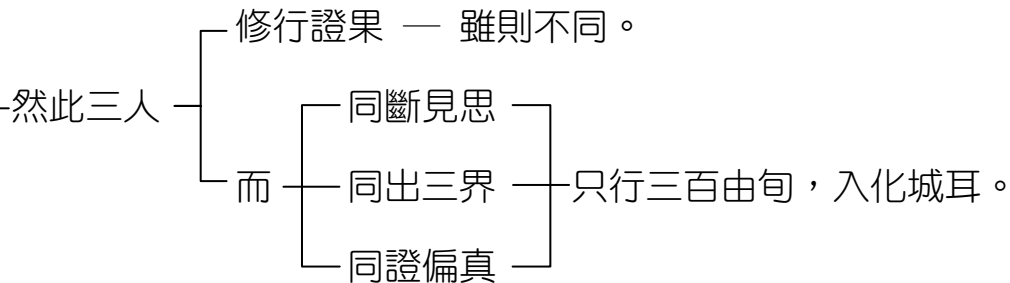 修行證果 — 雖則不同。
然此三人
同斷見思
而
同出三界
只行三百由旬，入化城耳。
同證偏真